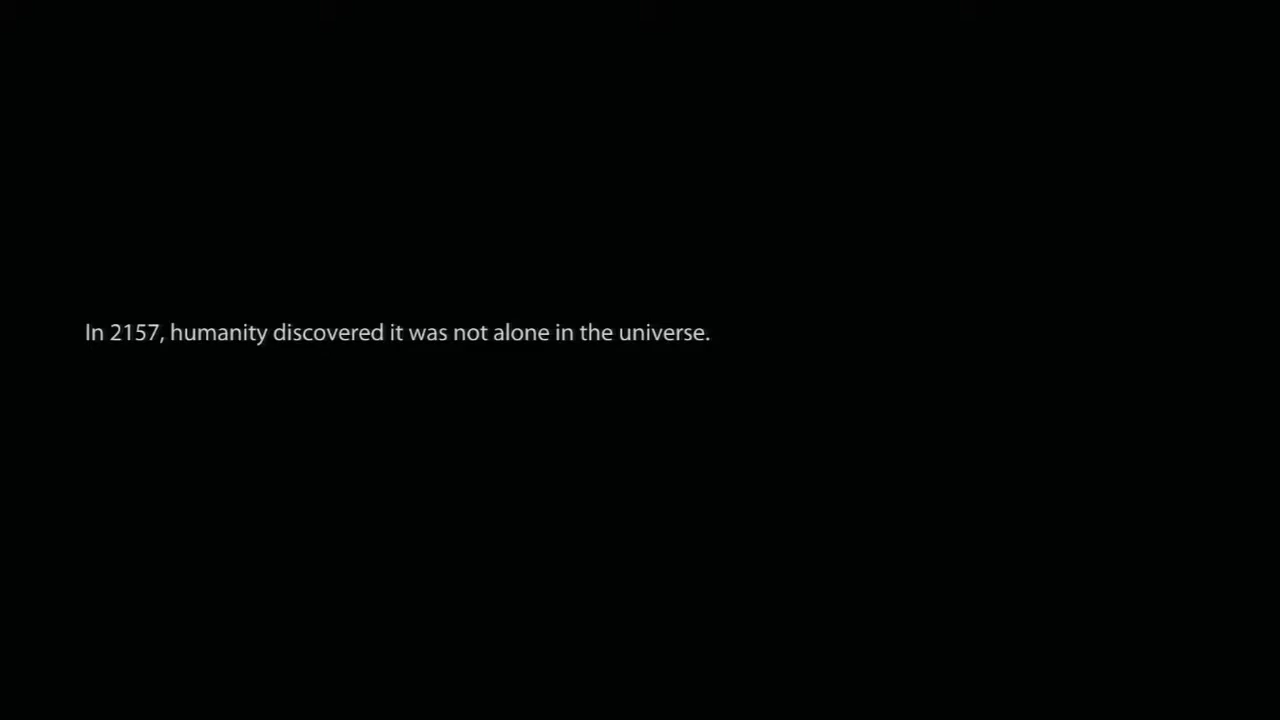 In 2157, humanity discovered it was not alone in the universe.